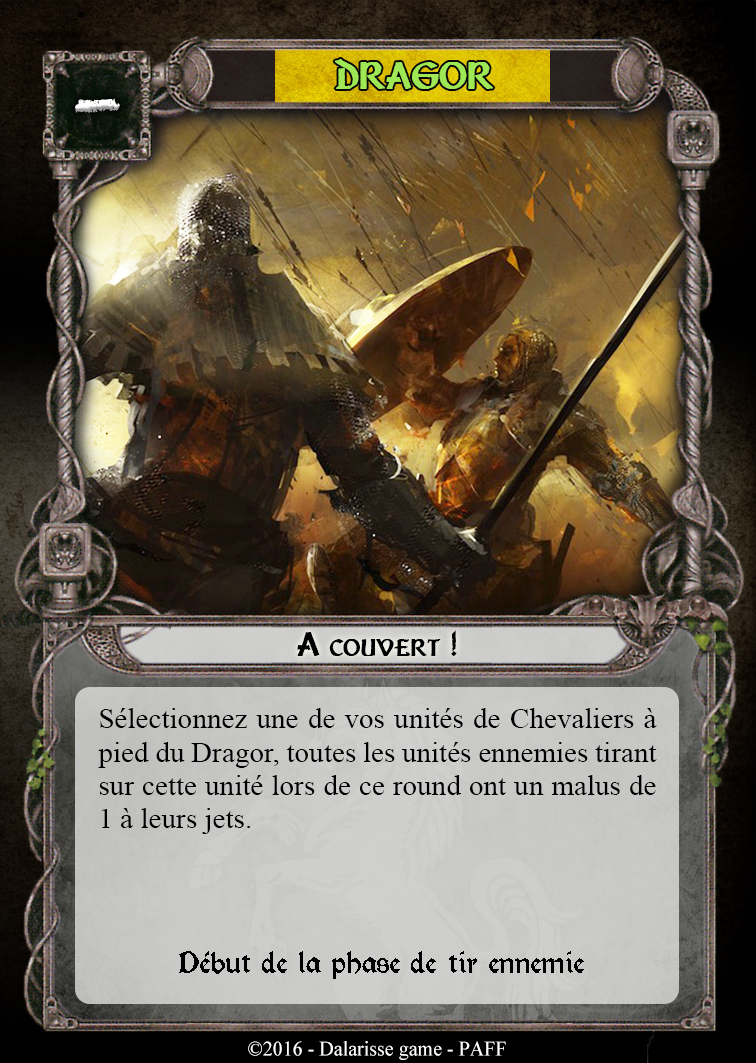 DRAGOR
A COUVERT !
Sélectionnez une de vos unités de Chevaliers à
pied du Dragor, toutes les unités ennemies tirant
sur cette unité lors de ce round ont un malus de
1 à leurs jets.
Début de la phase de tir ennemie
©2016 - Dalarisse game - PAFF